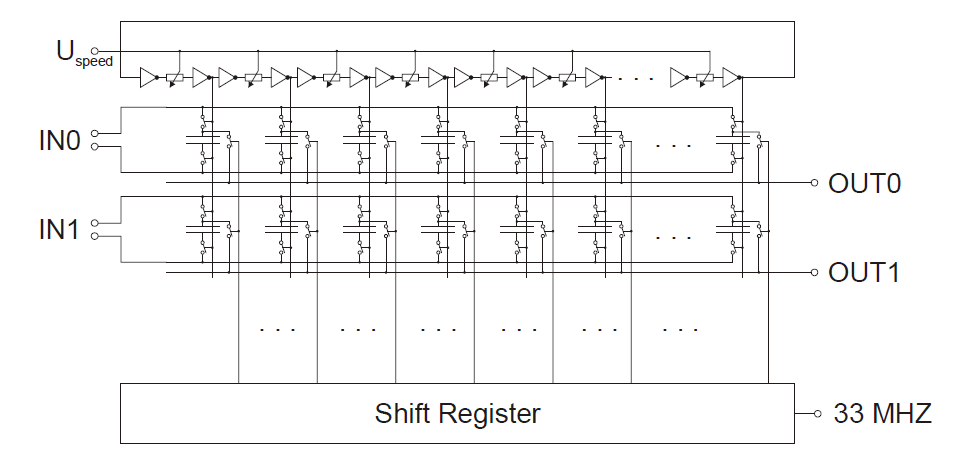 U speed
IN0
OUT0
IN1
OUT1
Shift Register
33 MHZ